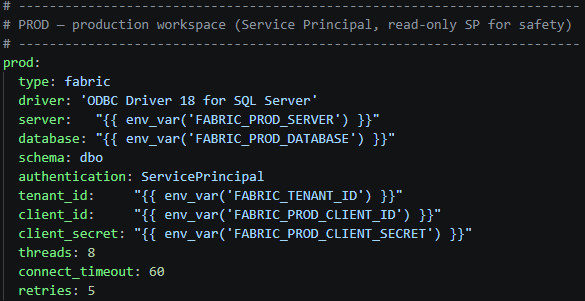 # -----------------------------------------------------------------------
# PROD — production workspace (Service Principal, read-only SP for safety)
# -----------------------------------------------------------------------
prod:
  type: fabric
  driver: 'ODBC Driver 18 for SQL Server'
  server:   "{{ env_var('FABRIC_PROD_SERVER') }}"
  database: "{{ env_var('FABRIC_PROD_DATABASE') }}"
  schema: dbo
  authentication: ServicePrincipal
  tenant_id:     "{{ env_var('FABRIC_TENANT_ID') }}"
  client_id:     "{{ env_var('FABRIC_PROD_CLIENT_ID') }}"
  client_secret: "{{ env_var('FABRIC_PROD_CLIENT_SECRET') }}"
  threads: 8
  connect_timeout: 60
  retries: 5